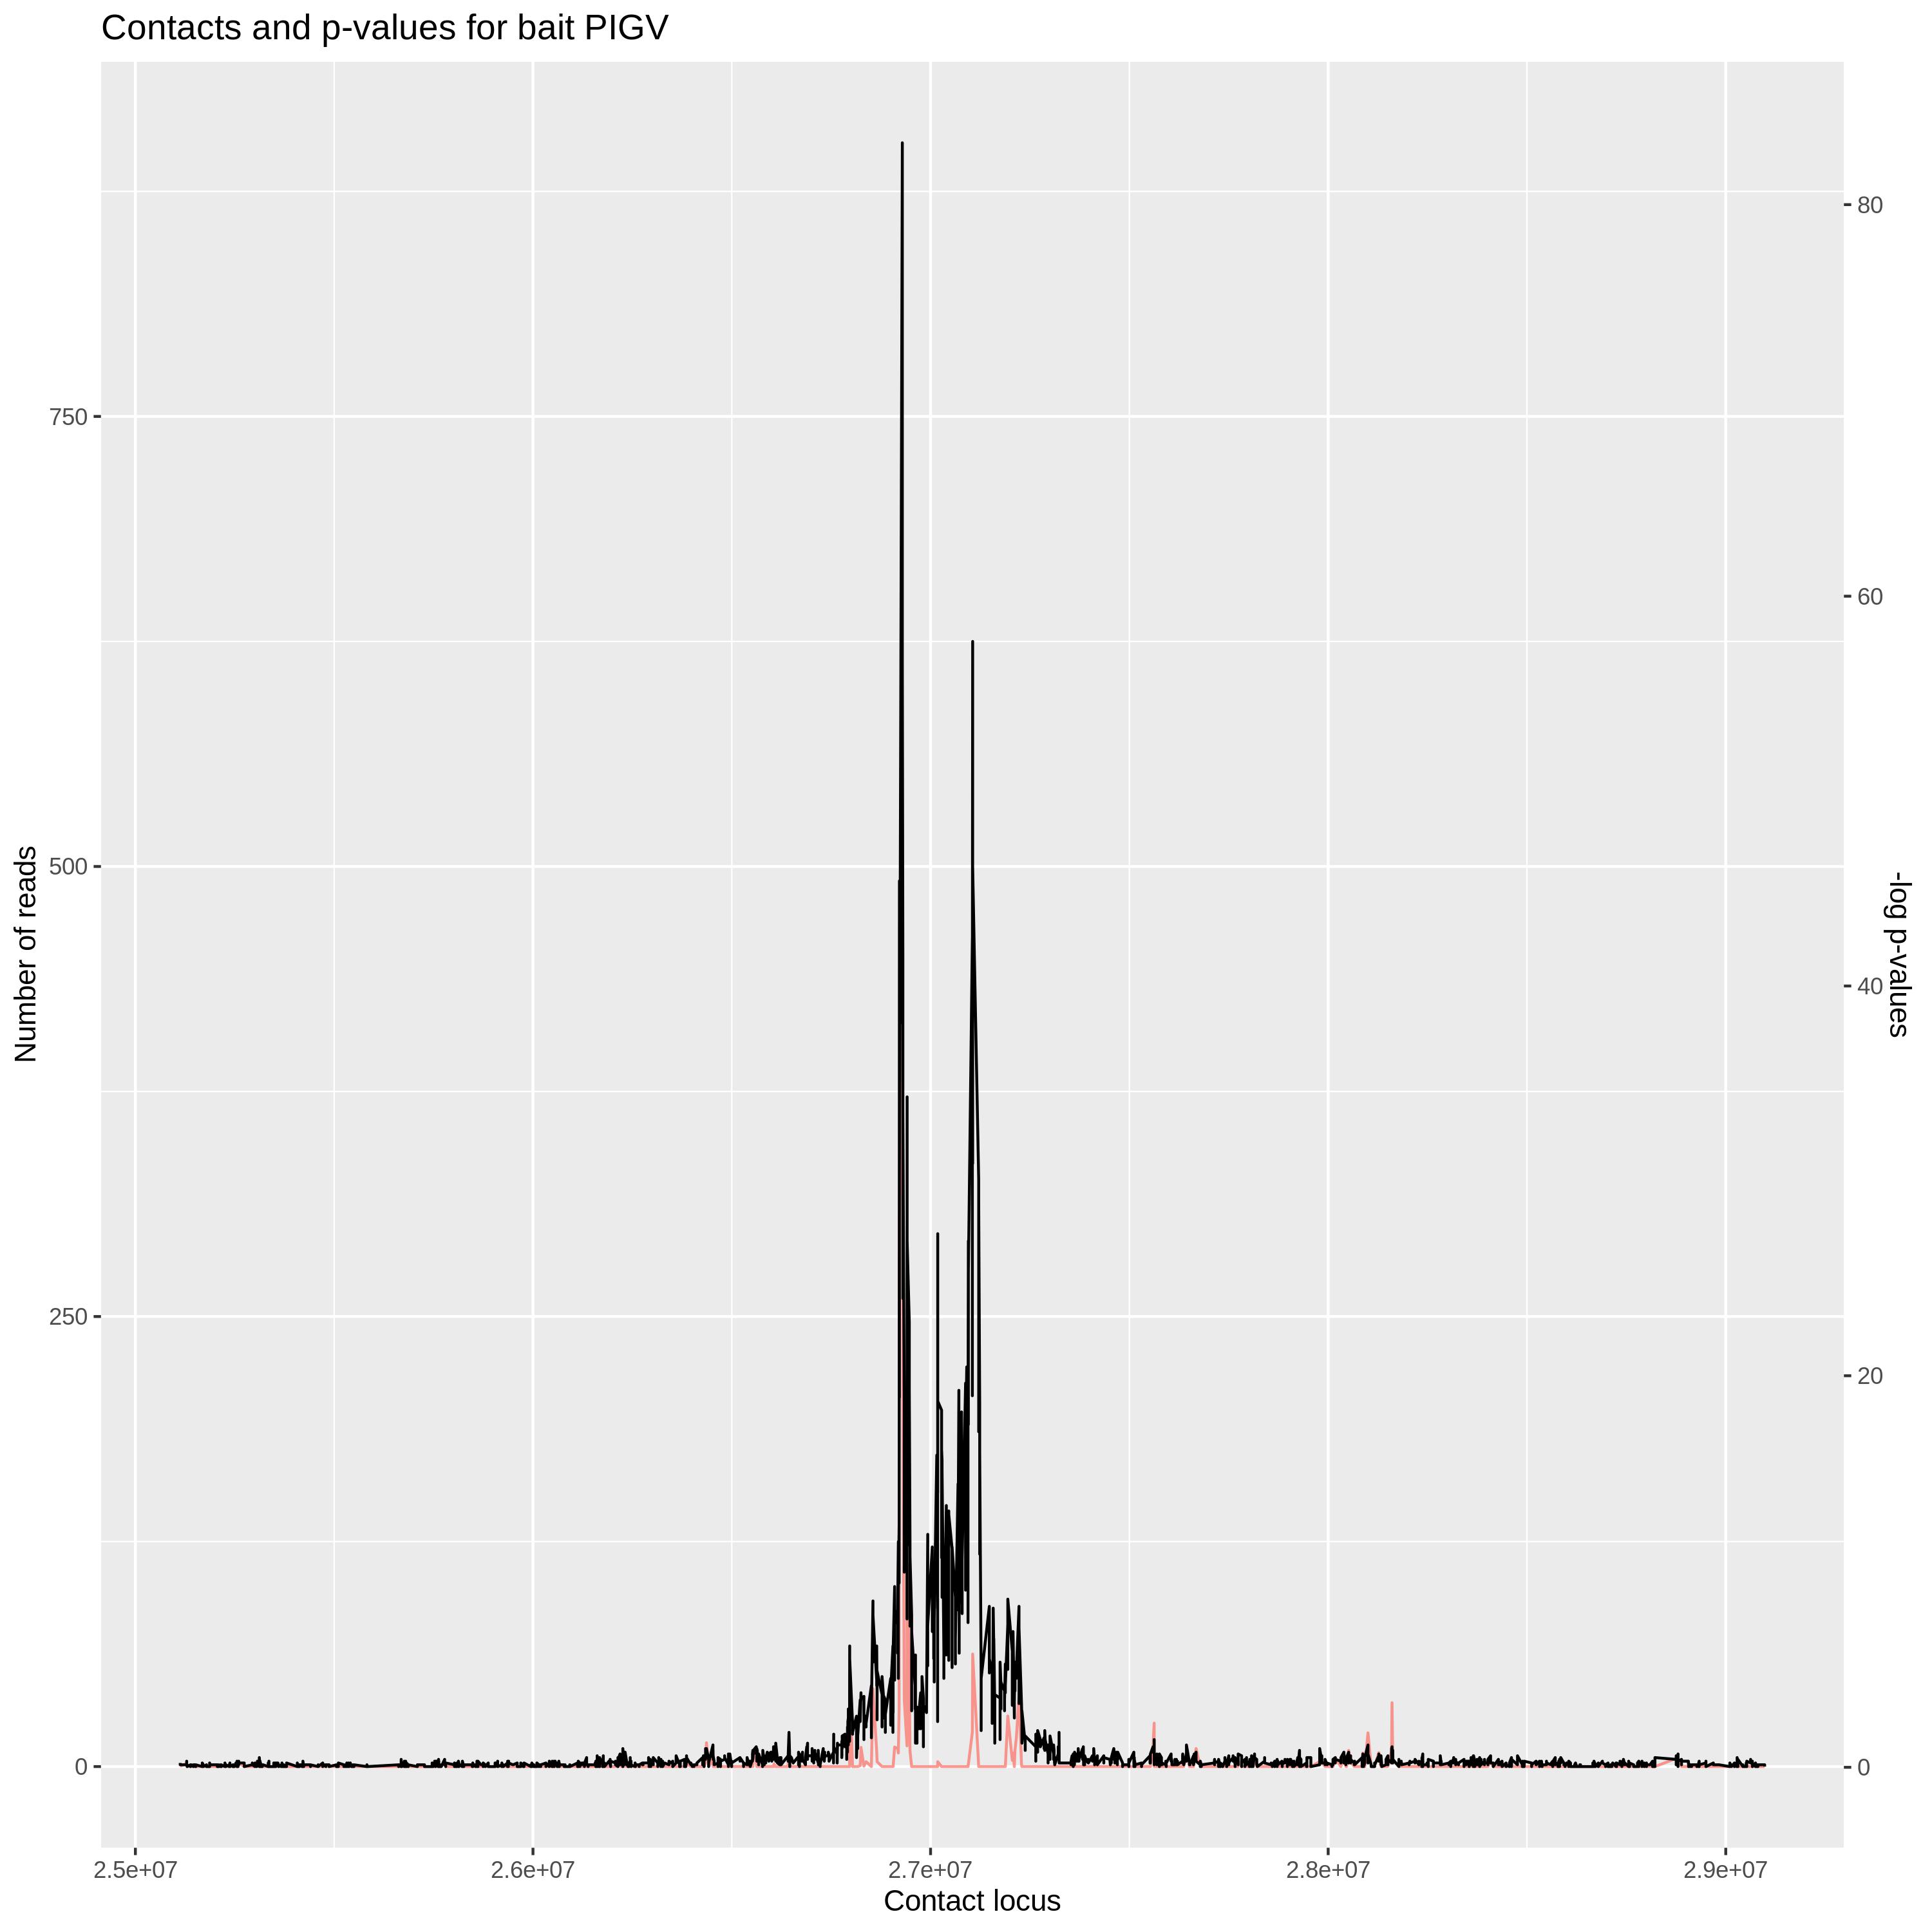 Contacts and p-values for bait PIGV
Number of reads
750
500
250
0
80
60
40
20
0
-log p-values
2.5e+07 2.6e+07 2.7e+07 2.8e+07 2.9e+07
Contact locus